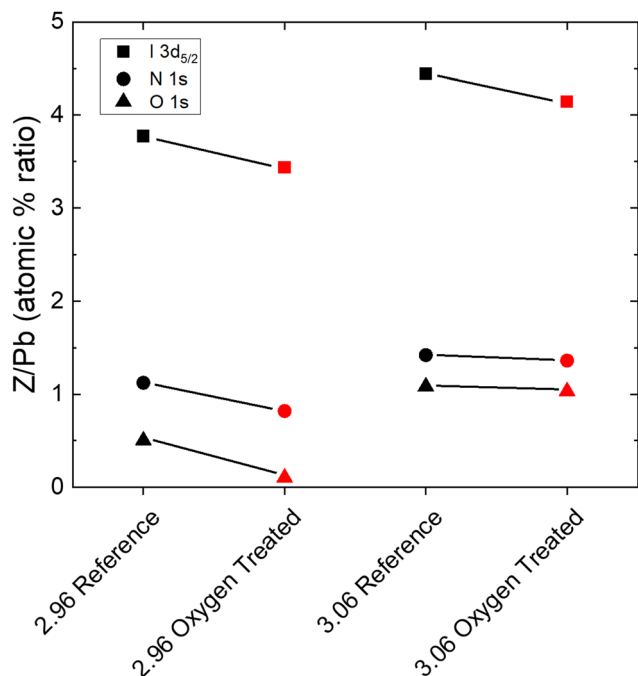 I 3d5/2
N 1s
O 1s
5
4
3
2
1
0
Z/Pb (atomic % ratio)
2.96 Reference
2.96 Oxygen Treated
3.06 Reference
3.06 Oxygen Treated